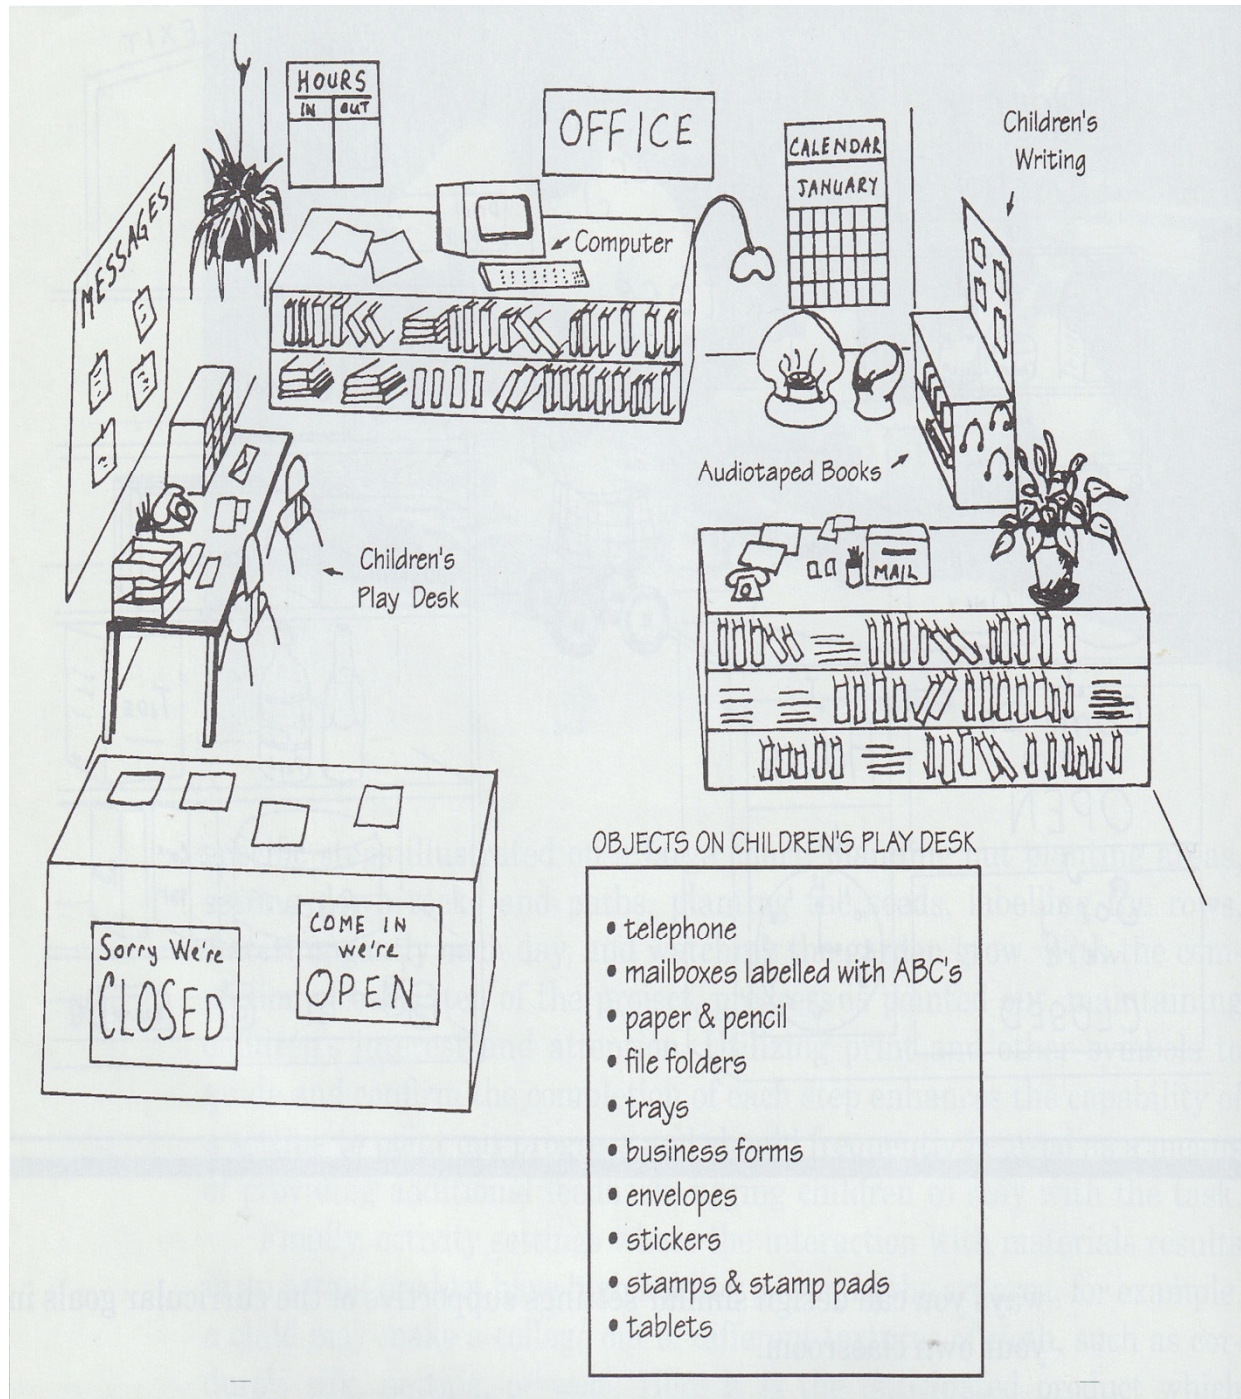 HOURS
IN OUT
OFFICE
CALENDAR
JANUARY
Children's
Writing
MESSAGES
Computer
Audiotaped Books
Children's
Play Desk
MAIL
Sorry We're
CLOSED
COME IN
we're
OPEN
OBJECTS ON CHILDREN'S PLAY DESK
• telephone
• mailboxes labelled with ABC's
• paper & pencil
• file folders
• trays
• business forms
• envelopes
• stickers
• stamps & stamp pads
• tablets